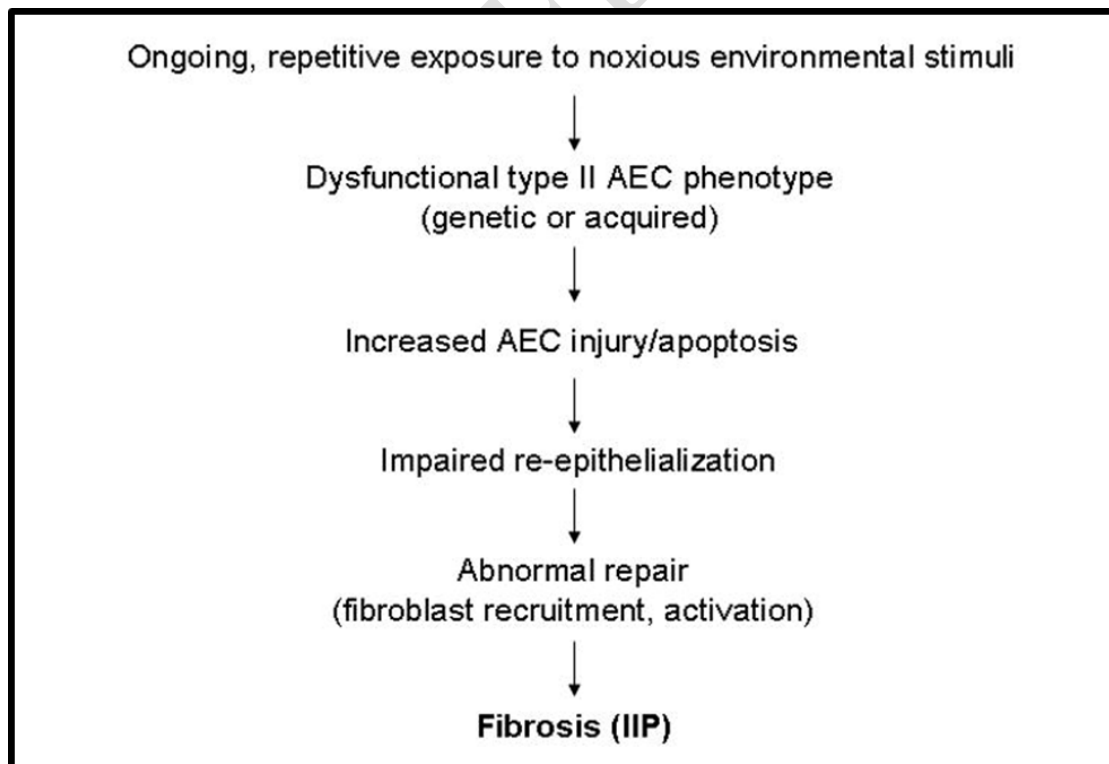 Ongoing, repetitive exposure to noxious environmental stimuli
Dysfunctional type II AEC phenotype
(genetic or acquired)
Increased AEC injury/apoptosis
Impaired re-epithelialization
Abnormal repair
(fibroblast recruitment, activation)
Fibrosis (IIP)